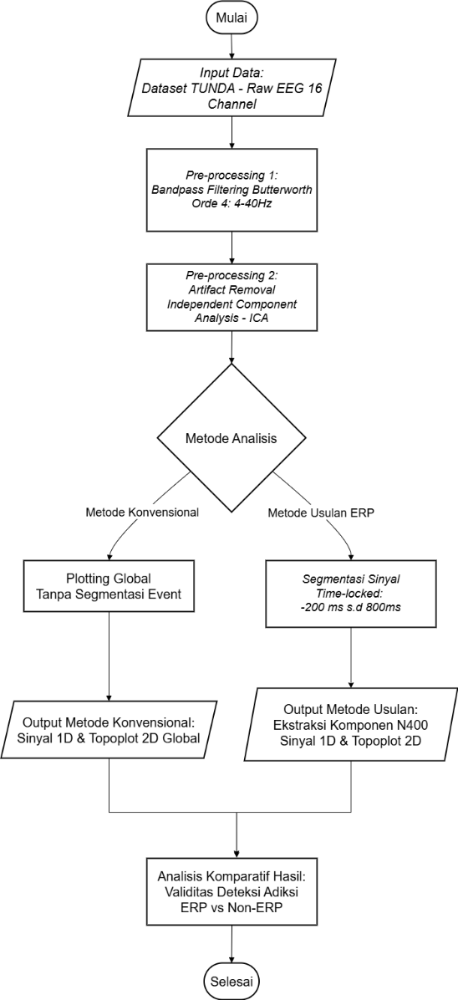 Mulai
Input Data:
Dataset TUNDA - Raw EEG 16
Channel
Pre-processing 1:
Bandpass Filtering Butterworth
Orde 4: 4-40Hz
Pre-processing 2:
Artifact Removal
Independent Component
Analysis - ICA
Metode Analisis
Metode Konvensional
Metode Usulan ERP
Plotting Global
Tanpa Segmentasi Event
Segmentasi Sinyal
Time-locked:
-200 ms s.d 800ms
Output Metode Konvensional:
Sinyal 1D & Topoplot 2D Global
Output Metode Usulan:
Ekstraksi Komponen N400
Sinyal 1D & Topoplot 2D
Analisis Komparatif Hasil:
Validitas Deteksi Adiksi
ERP vs Non-ERP
Selesai